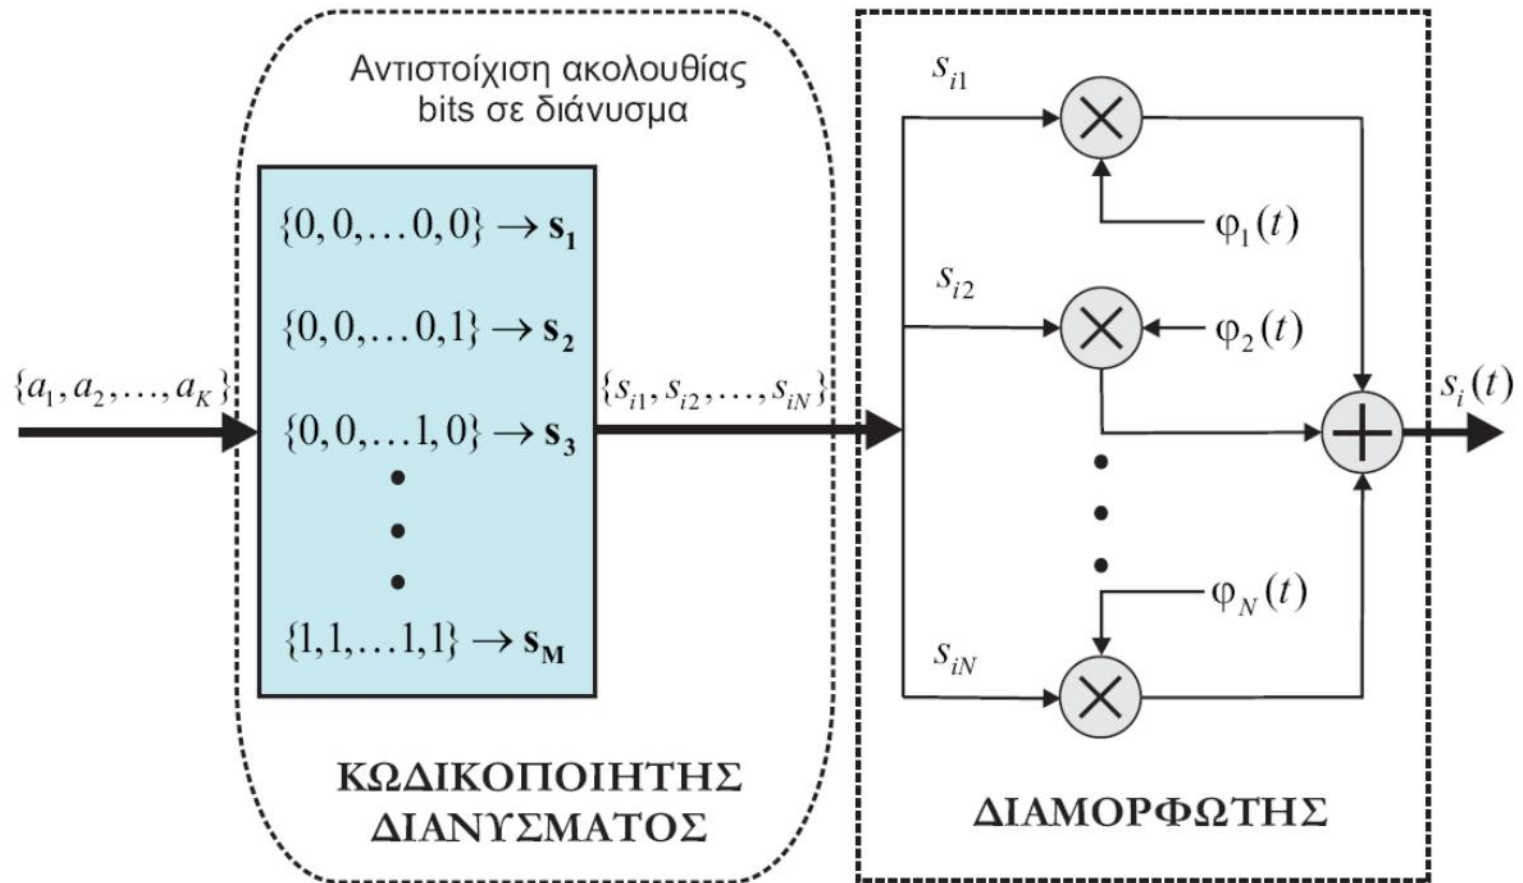 Αντιστοίχιση ακολουθίας
bits σε διάνυσμα
{0,0,…0,0} → s₁
{0,0,…0,1} → s₂
{0,0,…1,0} → s₃
{1,1,…1,1} → s_M
{a₁,a₂,…,a_K}
{s_{i1},s_{i2},…,s_{iN}}
ΚΩΔΙΚΟΠΟΙΗΤΗΣ
ΔΙΑΝΥΣΜΑΤΟΣ
s_{i1}
φ₁(t)
s_{i2}
φ₂(t)
s_i(t)
φ_N(t)
s_{iN}
ΔΙΑΜΟΡΦΩΤΗΣ